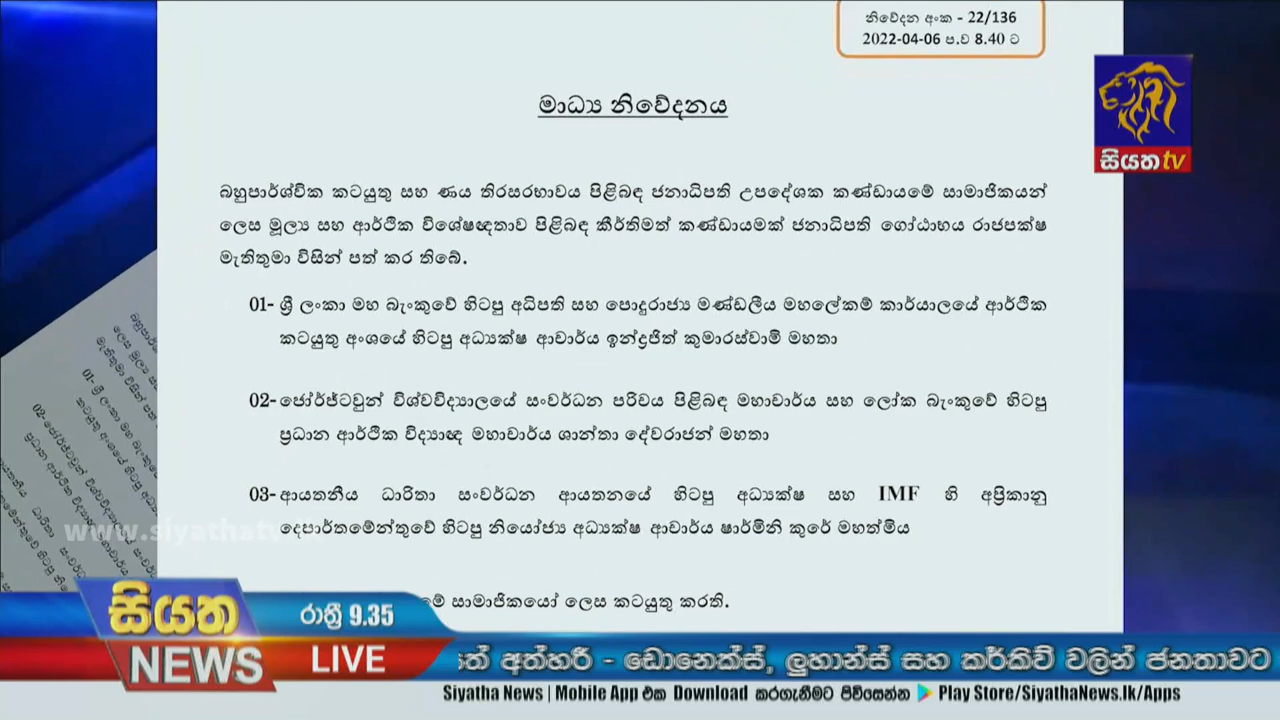 නිවේදන අංක - 22/136
2022-04-06 ප.ව 8.40 ට
මාධ්‍ය නිවේදනය
සියත tv
බහුපාර්ශ්වික කටයුතු සහ ණය තිරසරභාවය පිළිබඳ ජනාධිපති උපදේශක කණ්ඩායමේ සාමාජිකයන්
ලෙස මූල්‍ය සහ ආර්ථික විශේෂඥතාව පිළිබඳ කීර්තිමත් කණ්ඩායමක් ජනාධිපති ගෝඨාභය රාජපක්ෂ
මැතිතුමා විසින් පත් කර තිබේ.
01- ශ්‍රී ලංකා මහ බැංකුවේ හිටපු අධිපති සහ පොදුරාජ්‍ය මණ්ඩලීය මහලේකම් කාර්යාලයේ ආර්ථික
කටයුතු අංශයේ හිටපු අධ්‍යක්ෂ ආචාර්ය ඉන්ද්‍රජිත් කුමාරස්වාමි මහතා
02- ජෝර්ජ්ටවුන් විශ්වවිද්‍යාලයේ සංවර්ධන පරිචය පිළිබඳ මහාචාර්ය සහ ලෝක බැංකුවේ හිටපු
ප්‍රධාන ආර්ථික විද්‍යාඥ මහාචාර්ය ශාන්තා දේවරාජන් මහතා
03- ආයතනීය ධාරිතා සංවර්ධන ආයතනයේ හිටපු අධ්‍යක්ෂ සහ IMF හි අප්‍රිකානු
දෙපාර්තමේන්තුවේ හිටපු නියෝජ්‍ය අධ්‍යක්ෂ ආචාර්ය ෂාර්මිනි කුරේ මහත්මිය
www.siyathatv.
සාමාජිකයෝ ලෙස කටයුතු කරති.
සියත NEWS
රාත්‍රී 9.35
LIVE
අත්හරී - ඩොනෙක්ස්, ලුහාන්ස් සහ කර්කිව් වලින් ජනතාවට
Siyatha News | Mobile App එක Download කරගැනීමට පිවිසෙන්න Play Store/SiyathaNews.lk/Apps